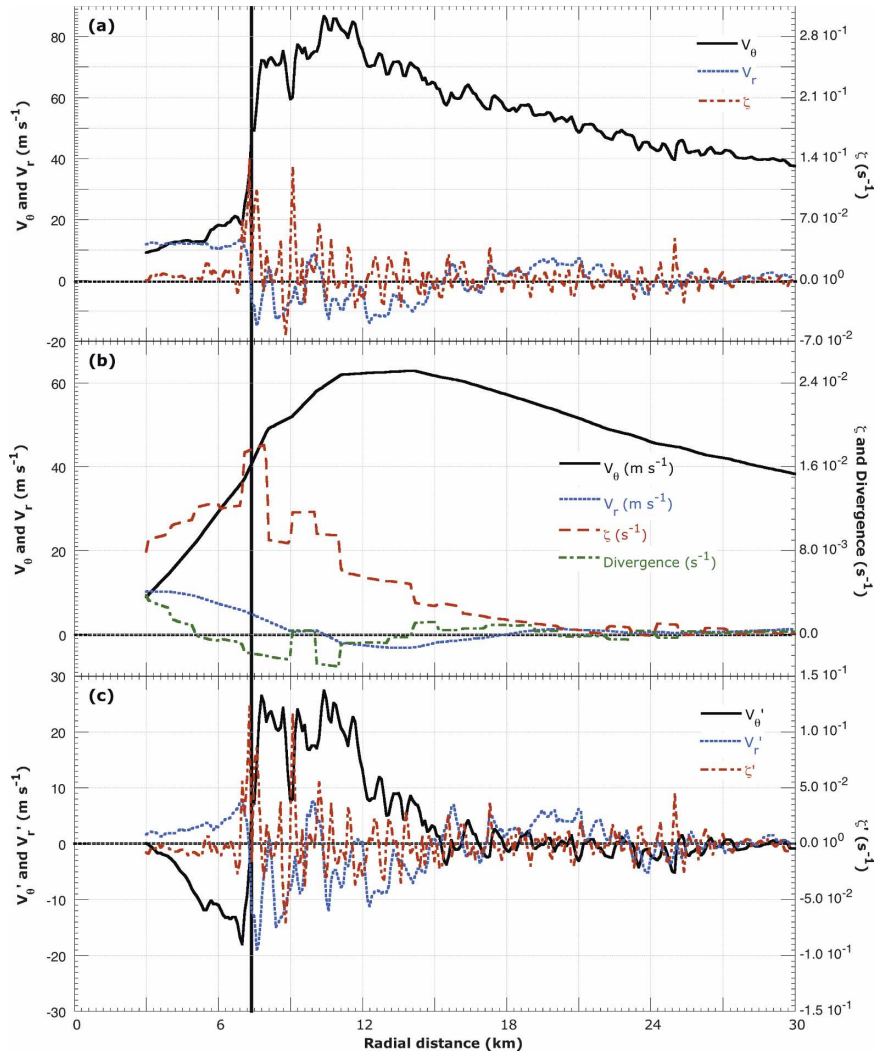 (a)
V_θ
V_r
ζ
V_θ and V_r (m s⁻¹)
80
60
40
20
0
-20
2.8 10⁻¹
2.1 10⁻¹
1.4 10⁻¹
7.0 10⁻²
0.0 10⁰
-7.0 10⁻²
ζ (s⁻¹)
(b)
V_θ (m s⁻¹)
V_r (m s⁻¹)
ζ (s⁻¹)
Divergence (s⁻¹)
V_θ and V_r (m s⁻¹)
60
40
20
0
2.4 10⁻²
1.6 10⁻²
8.0 10⁻³
0.0
ζ and Divergence (s⁻¹)
(c)
V_θ'
V_r'
ζ'
V_θ' and V_r' (m s⁻¹)
30
20
10
0
-10
-20
-30
1.5 10⁻¹
1.0 10⁻¹
5.0 10⁻²
0.0 10⁰
-5.0 10⁻²
-1.0 10⁻¹
-1.5 10⁻¹
ζ' (s⁻¹)
0 6 12 18 24 30
Radial distance (km)